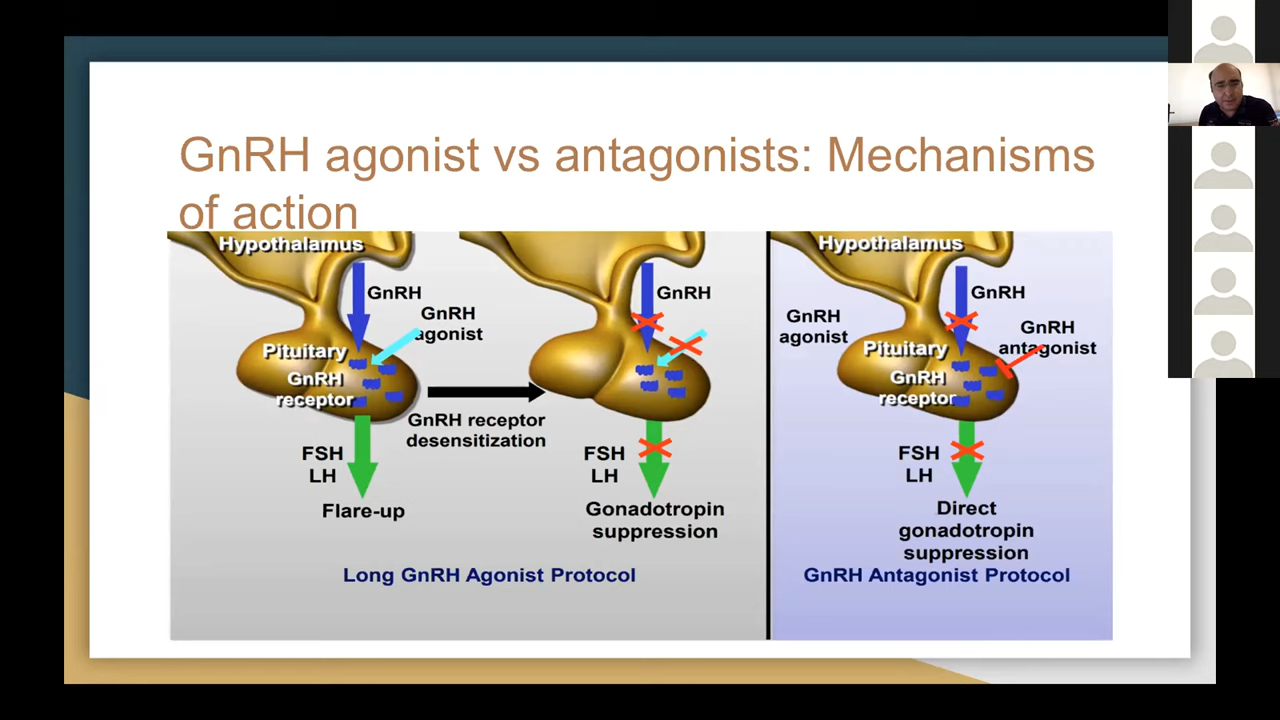 GnRH agonist vs antagonists: Mechanisms
of action
Hypothalamus
GnRH
GnRH
agonist
Pituitary
GnRH
receptor
FSH
LH
Flare-up
GnRH receptor
desensitization
GnRH
FSH
LH
Gonadotropin
suppression
Long GnRH Agonist Protocol
Hypothalamus
GnRH
GnRH
agonist
GnRH
antagonist
Pituitary
GnRH
receptor
FSH
LH
Direct
gonadotropin
suppression
GnRH Antagonist Protocol